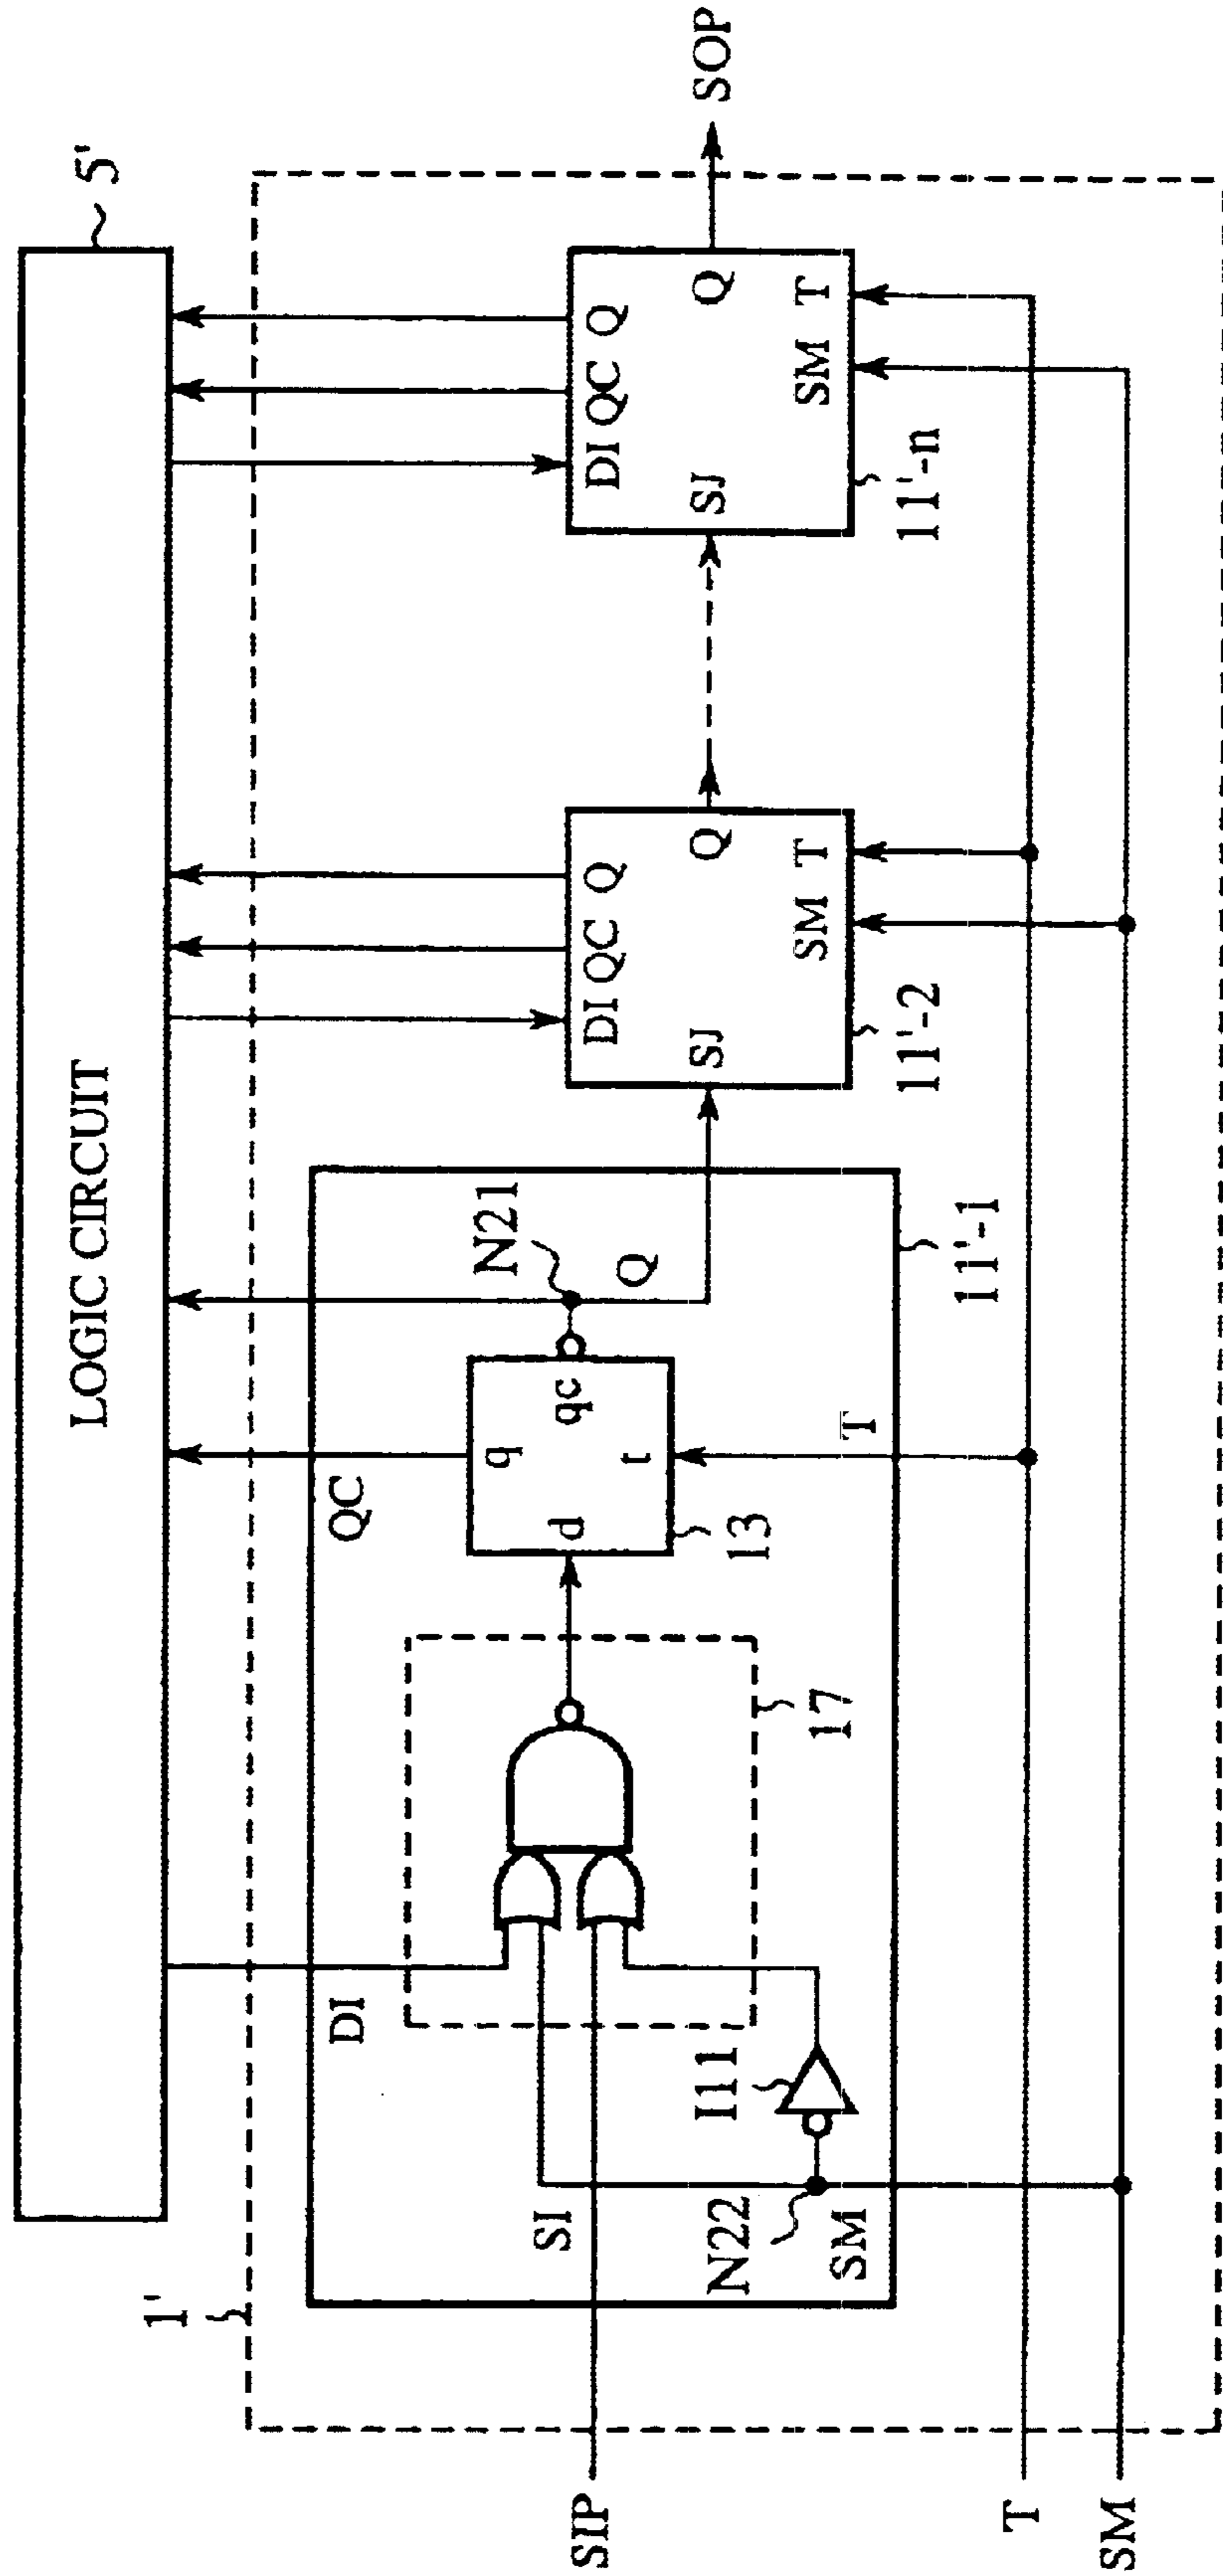 LOGIC CIRCUIT
5'
1'
SIP
T
SM
SI
DI
N22
SM
I11
17
d
q
qc
t
13
QC
N21
Q
T
11'-1
DI QC Q
SJ
Q
SM T
11'-2
DI QC Q
SJ
Q
SM T
11'-n
SOP